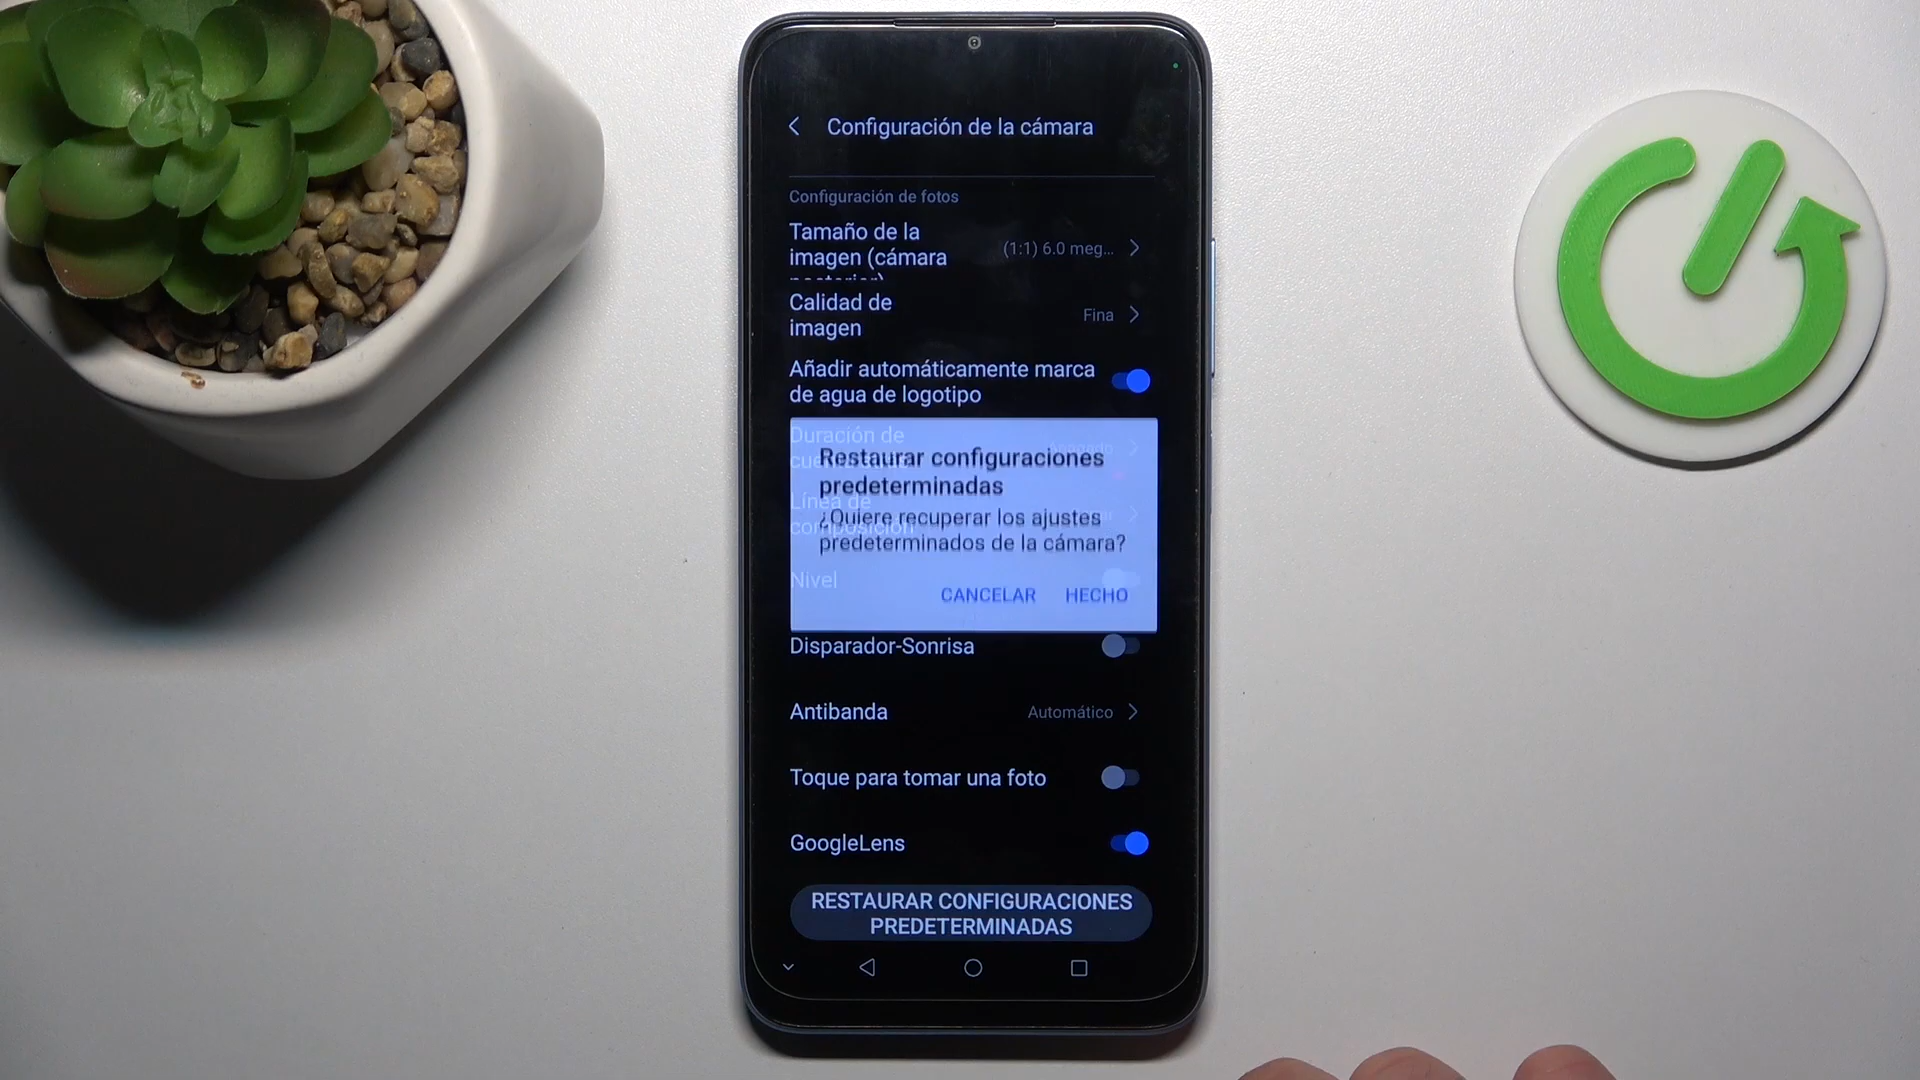 Configuración de la cámara
Configuración de fotos
Tamaño de la
imagen (cámara
posterior)
(1:1) 6.0 meg...
Calidad de
imagen
Fina
Añadir automáticamente marca
de agua de logotipo
Duración de
Restaurar configuraciones
predeterminadas
Línea de
composición
¿Quiere recuperar los ajustes
predeterminados de la cámara?
Nivel
CANCELAR HECHO
Disparador-Sonrisa
Antibanda
Automático
Toque para tomar una foto
GoogleLens
RESTAURAR CONFIGURACIONES
PREDETERMINADAS